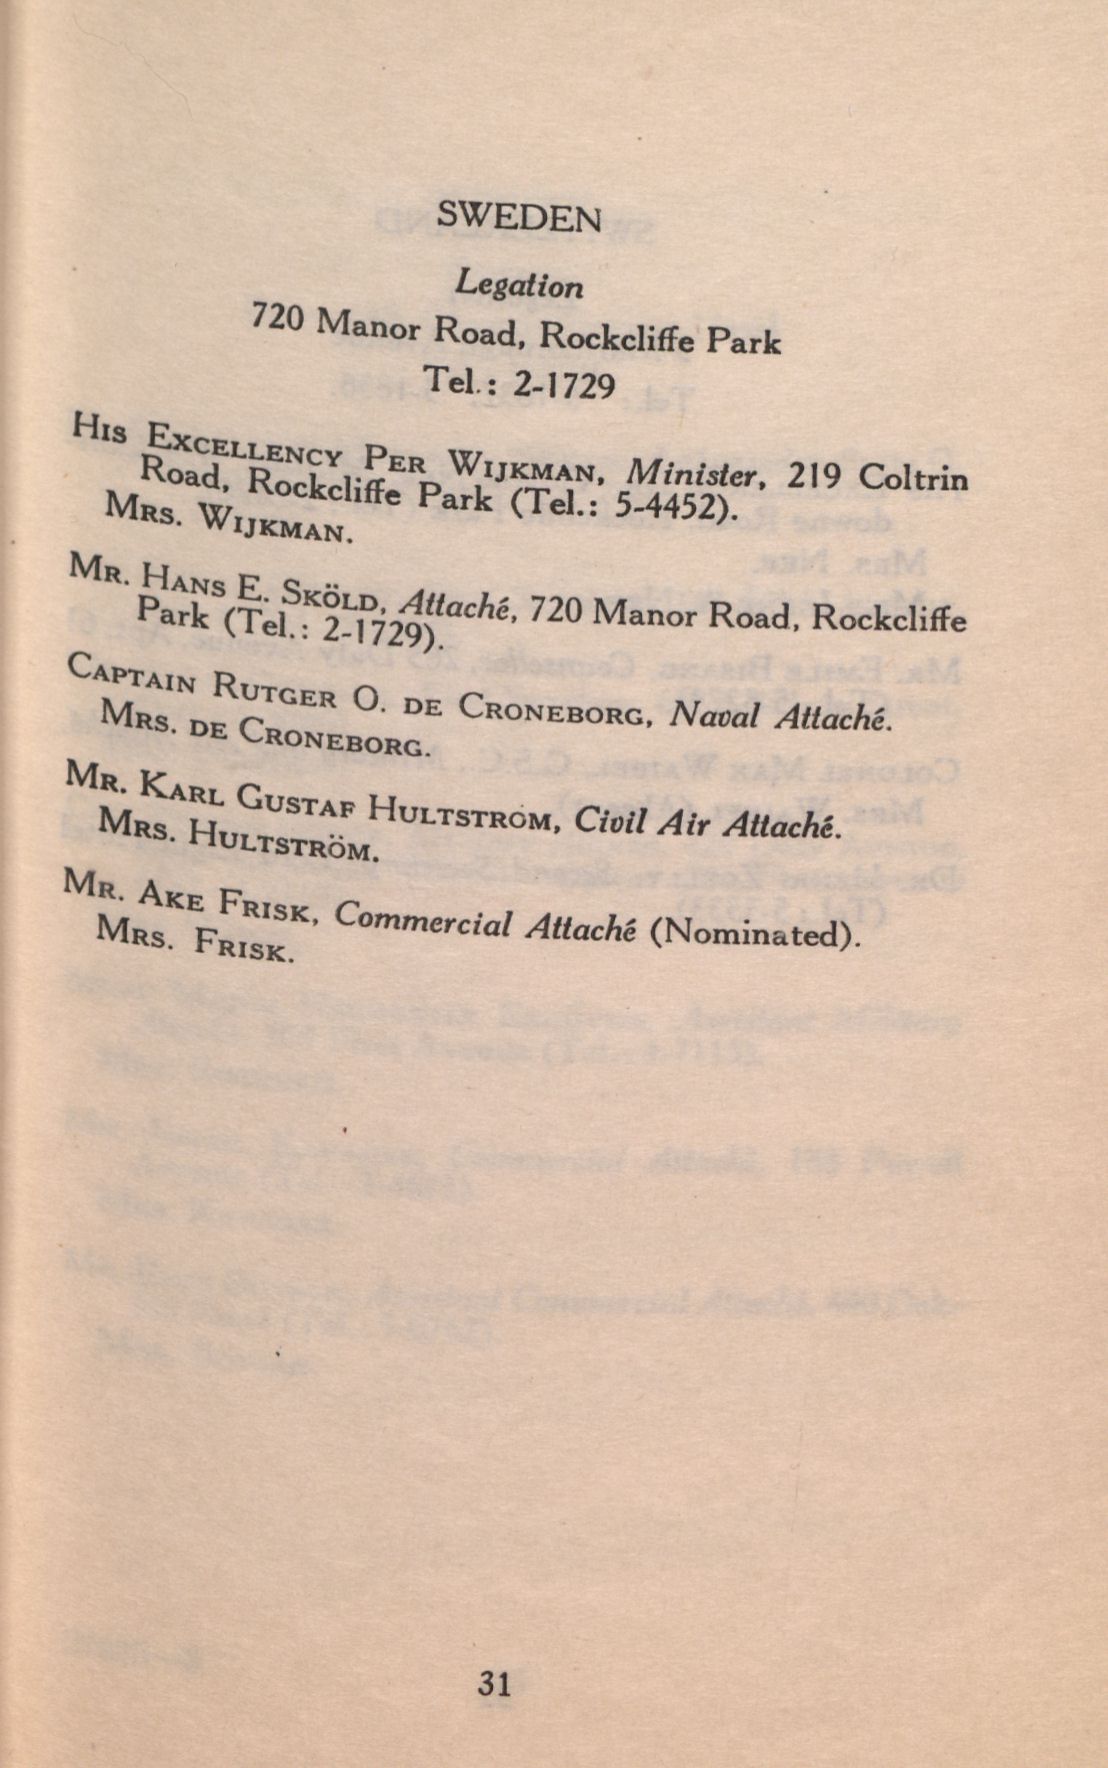 SWEDEN
Legation
720 Manor Road, Rockcliffe Park
Tel.: 2-1729
HIS EXCELLENCY PER WIJKMAN, Minister, 219 Coltrin
Road, Rockcliffe Park (Tel.: 5-4452).
MRS. WIJKMAN.
MR. HANS E. SKÖLD, Attaché, 720 Manor Road, Rockcliffe
Park (Tel.: 2-1729).
CAPTAIN RUTGER O. DE CRONEBORG, Naval Attaché.
MRS. DE CRONEBORG.
MR. KARL GUSTAF HULTSTRÖM, Civil Air Attaché.
MRS. HULTSTRÖM.
MR. AKE FRISK, Commercial Attaché (Nominated).
MRS. FRISK.
31